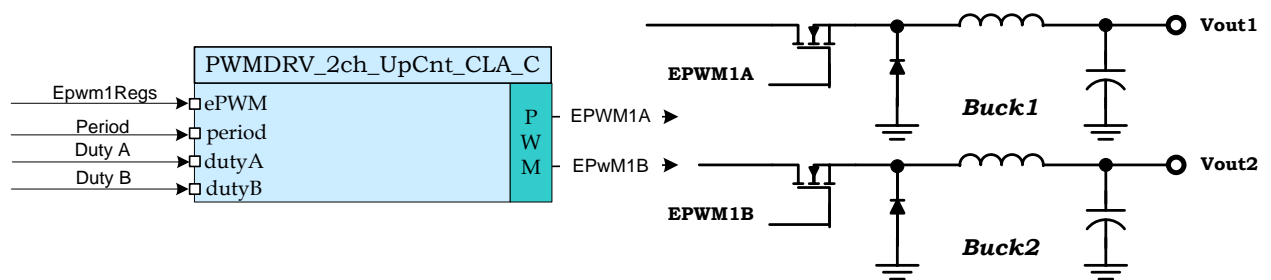 PWMDRV_2ch_UpCnt_CLA_C
Epwm1Regs
ePWM
Period
period
Duty A
dutyA
Duty B
dutyB
P
W
M
EPWM1A
EPwM1B
Vout1
EPWM1A
Buck1
Vout2
EPWM1B
Buck2